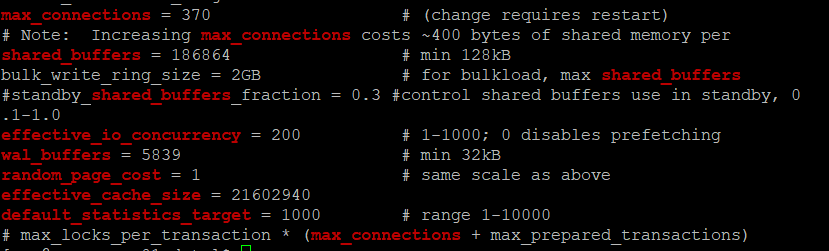 max_connections = 370 # (change requires restart)
# Note: Increasing max_connections costs ~400 bytes of shared memory per
shared_buffers = 186864 # min 128kB
bulk_write_ring_size = 2GB # for bulkload, max shared_buffers
#standby_shared_buffers_fraction = 0.3 #control shared buffers use in standby, 0
.1-1.0
effective_io_concurrency = 200 # 1-1000; 0 disables prefetching
wal_buffers = 5839 # min 32kB
random_page_cost = 1 # same scale as above
effective_cache_size = 21602940
default_statistics_target = 1000 # range 1-10000
# max_locks_per_transaction * (max_connections + max_prepared_transactions)